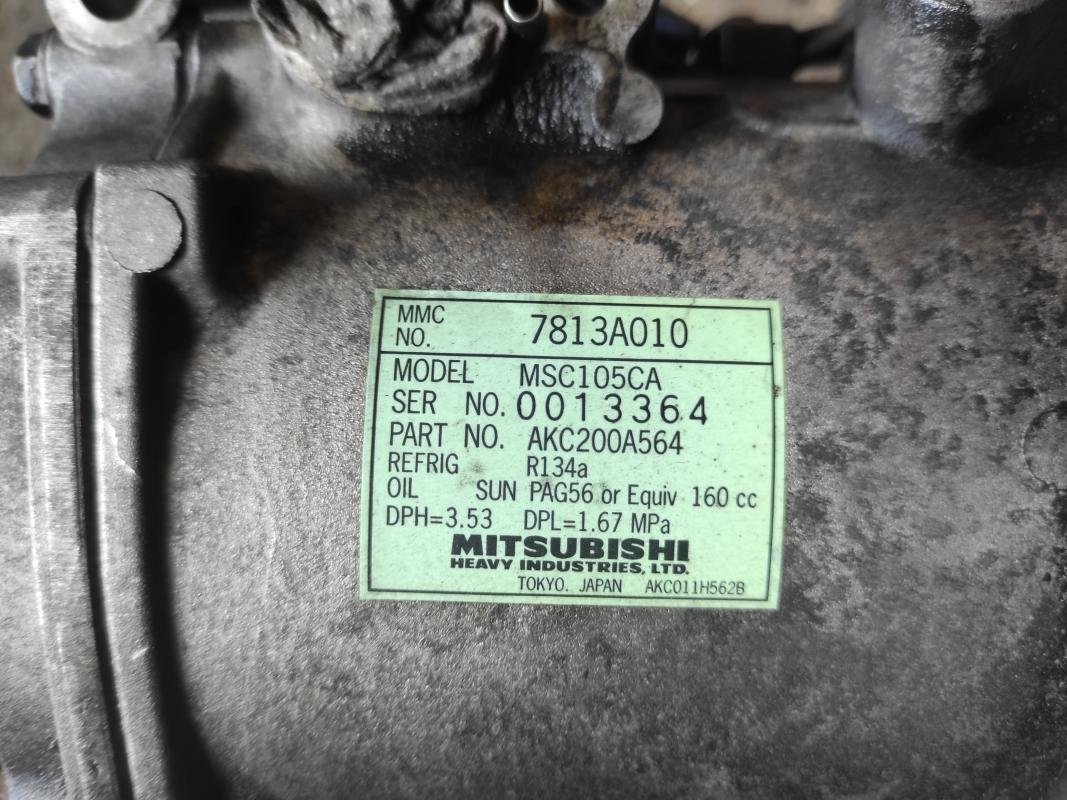 MMC NO. 7813A010
MODEL MSC105CA
SER NO. 0013364
PART NO. AKC200A564
REFRIG R134a
OIL SUN PAG56 or Equiv 160 cc
DPH=3.53 DPL=1.67 MPa
MITSUBISHI
HEAVY INDUSTRIES, LTD.
TOKYO. JAPAN AKC011H562B